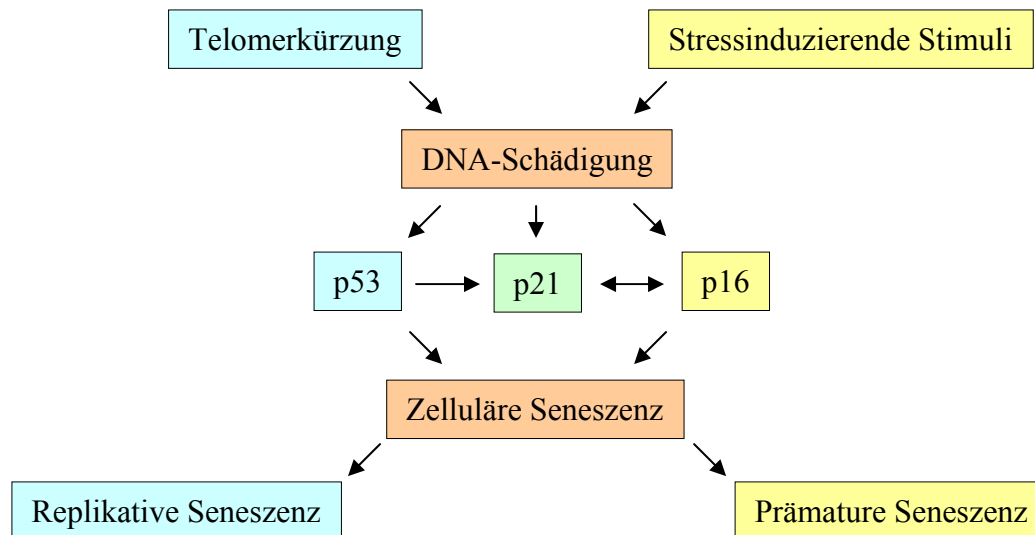 Telomerkürzung
Stressinduzierende Stimuli
DNA-Schädigung
p53
p21
p16
Zelluläre Seneszenz
Replikative Seneszenz
Prämature Seneszenz